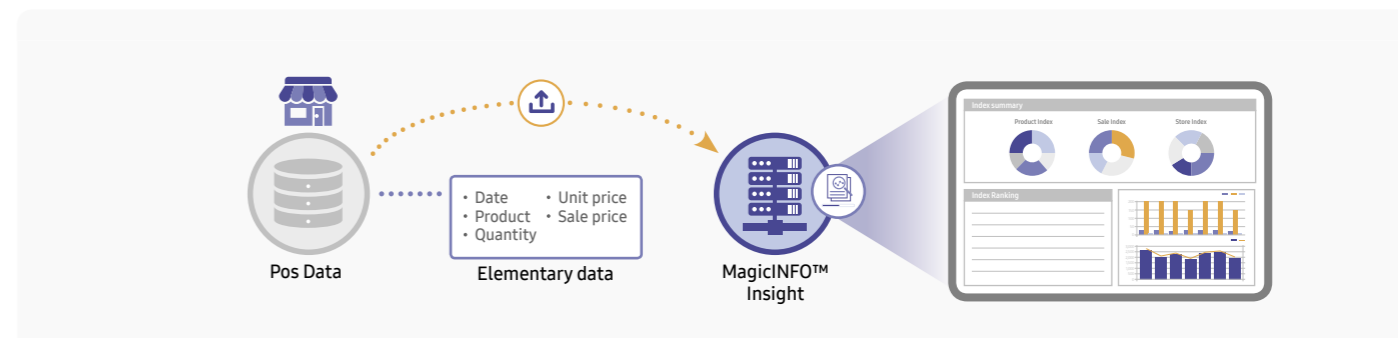 Index summary
Product Index
Sale Index
Store Index
Index Ranking
• Date
• Product
• Quantity
• Unit price
• Sale price
Pos Data
Elementary data
MagicINFO™
Insight